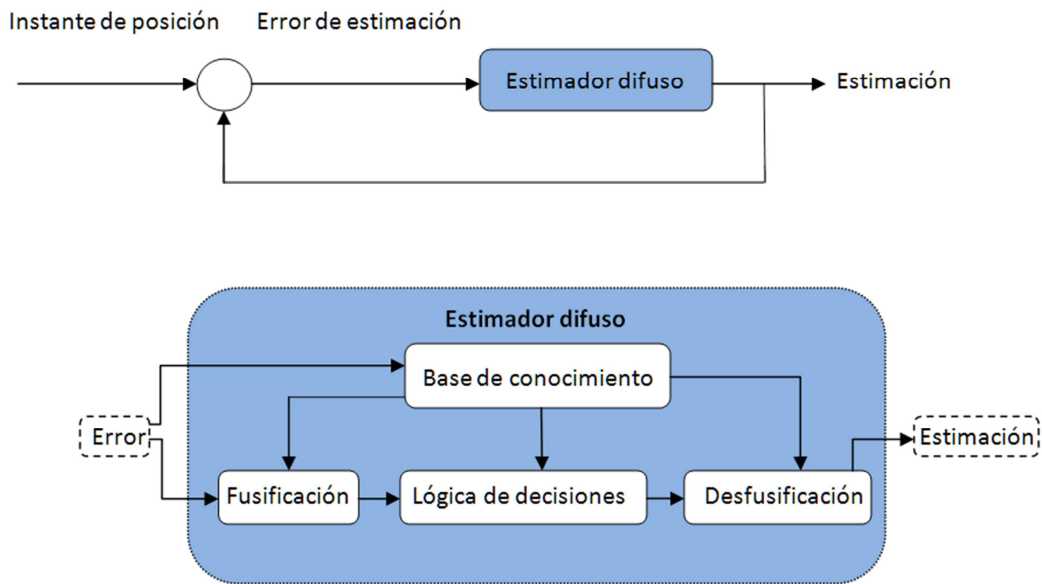 Instante de posición
Error de estimación
Estimador difuso
Estimación
Estimador difuso
Base de conocimiento
Error
Estimación
Fusificación
Lógica de decisiones
Desfusificación